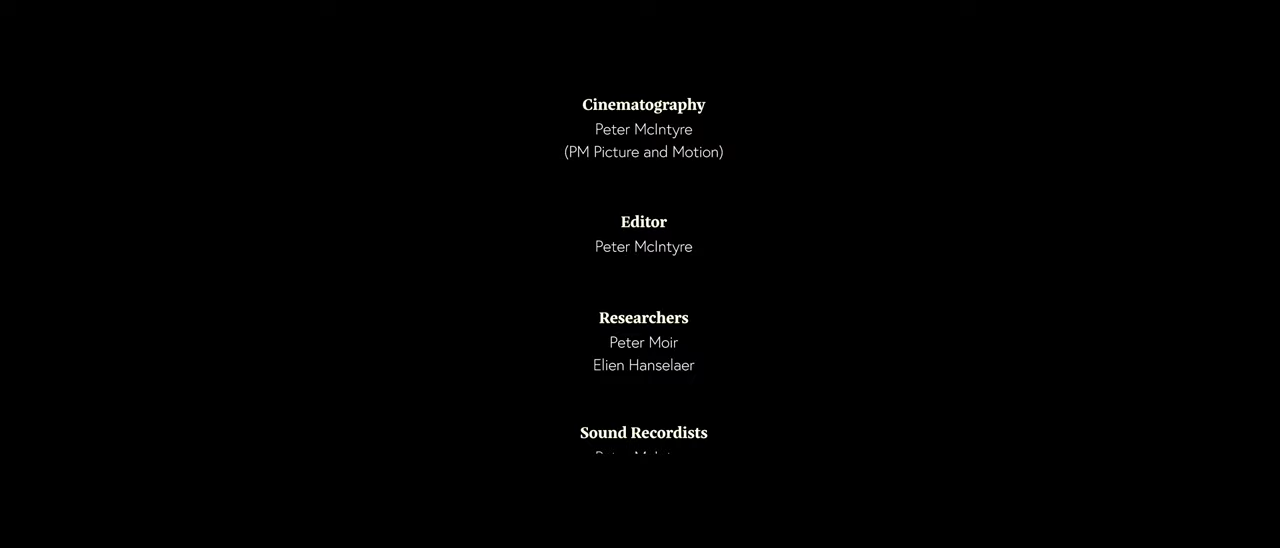 Cinematography
Peter McIntyre
(PM Picture and Motion)
Editor
Peter McIntyre
Researchers
Peter Moir
Elien Hanselaer
Sound Recordists